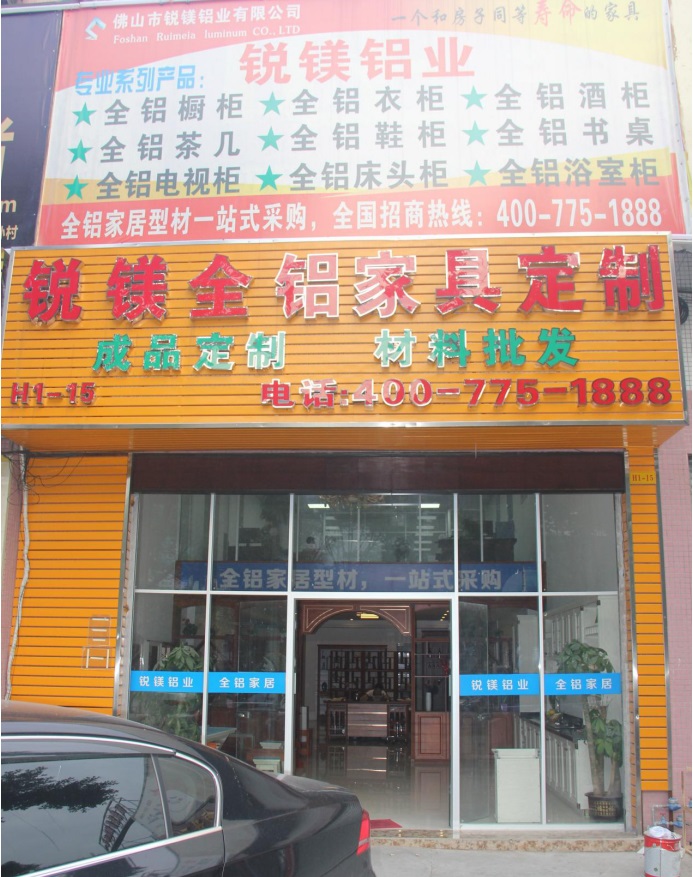 佛山市锐镁铝业有限公司
Foshan Ruimeia luminum CO., LTD
一个和房子同等寿命的家具
锐镁铝业
专业系列产品:
★全铝橱柜 ★全铝衣柜 ★全铝酒柜
★全铝茶几 ★全铝鞋柜 ★全铝书桌
★全铝电视柜 ★全铝床头柜 ★全铝浴室柜
全铝家居型材一站式采购,全国招商热线:400-775-1888
锐镁全铝家具定制
成品定制 材料批发
H1-15 电话:400-775-1888
H1-15
全铝家居型材,一站式采购
锐镁铝业 全铝家居 锐镁铝业 全铝家居
m
小村